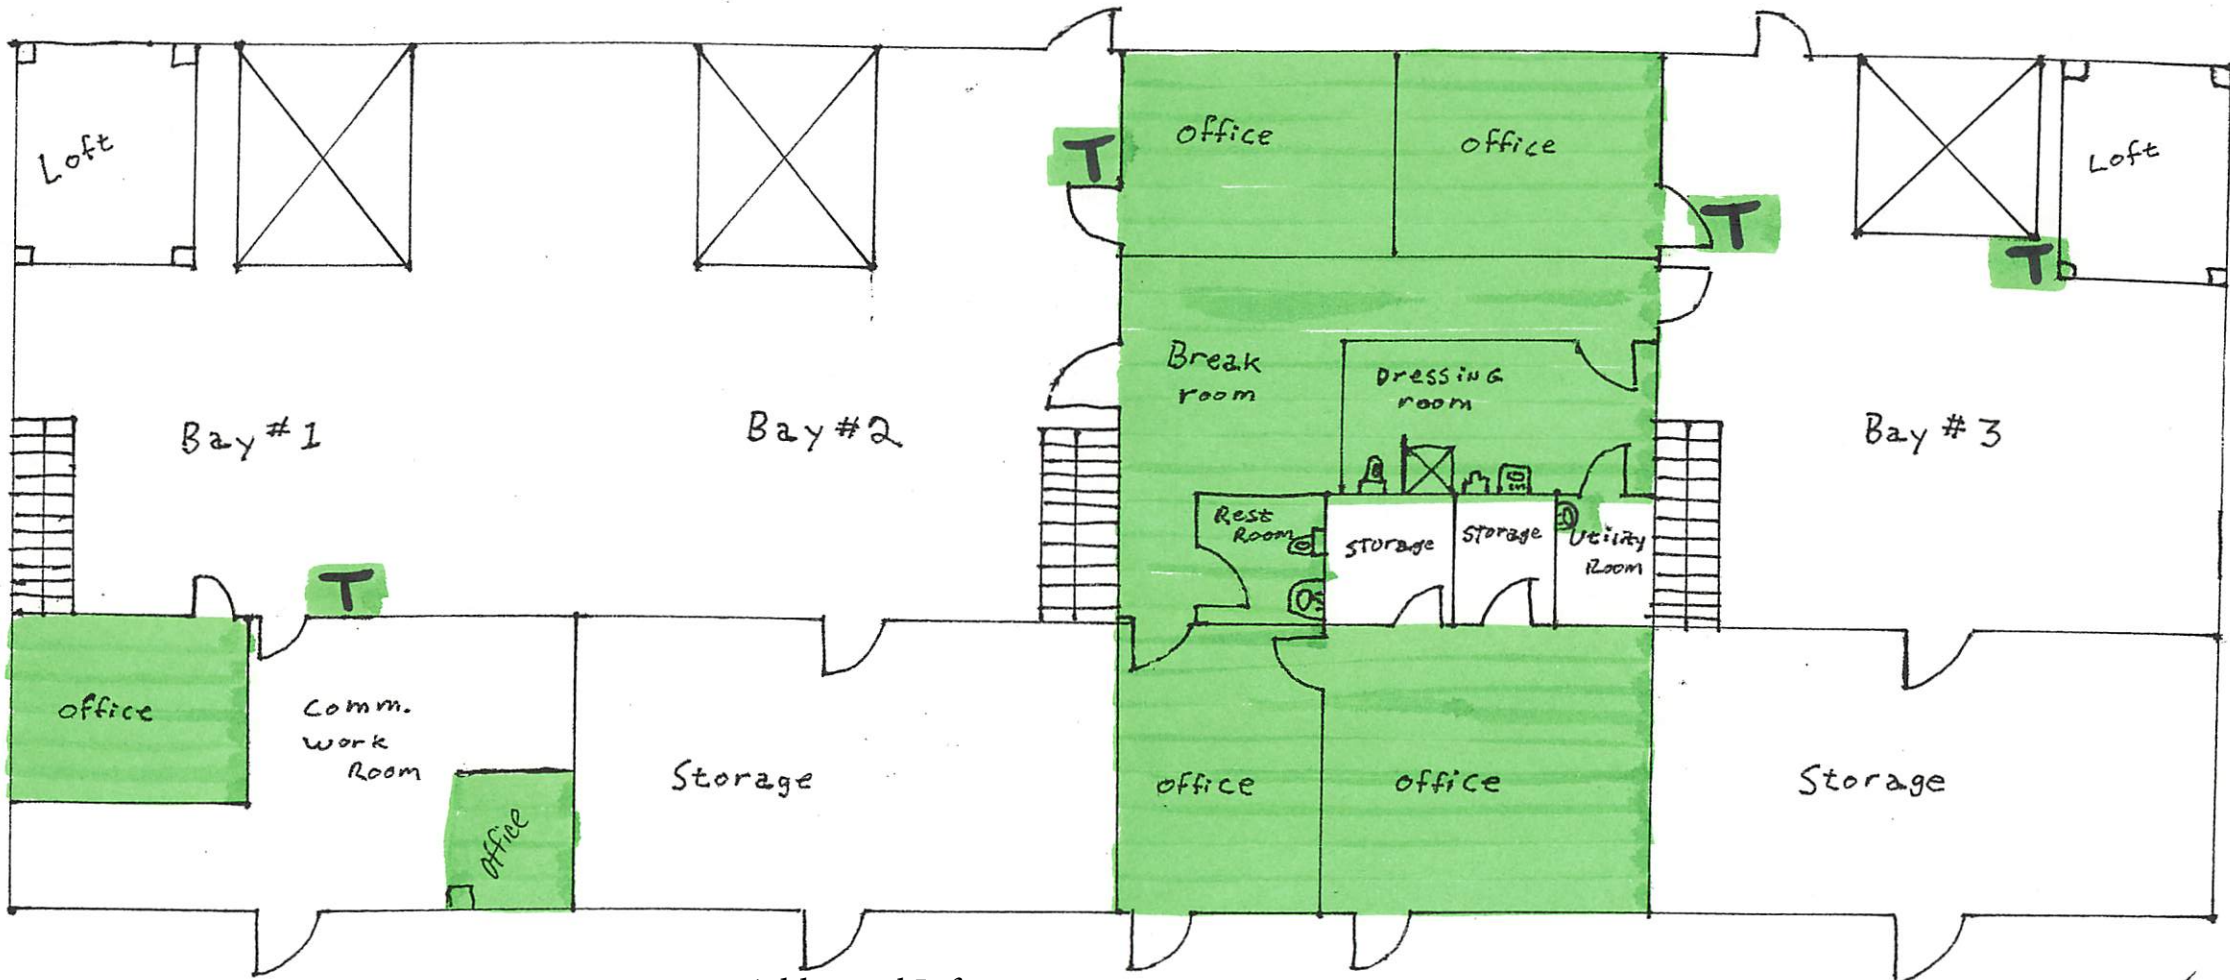 Loft
office
office
Loft
T
T
T
Break
room
Dressing
room
Bay #1
Bay #2
Bay #3
Rest
Room
Storage
Storage
Utility
Room
T
office
Comm.
work
Room
office
Storage
office
office
Storage